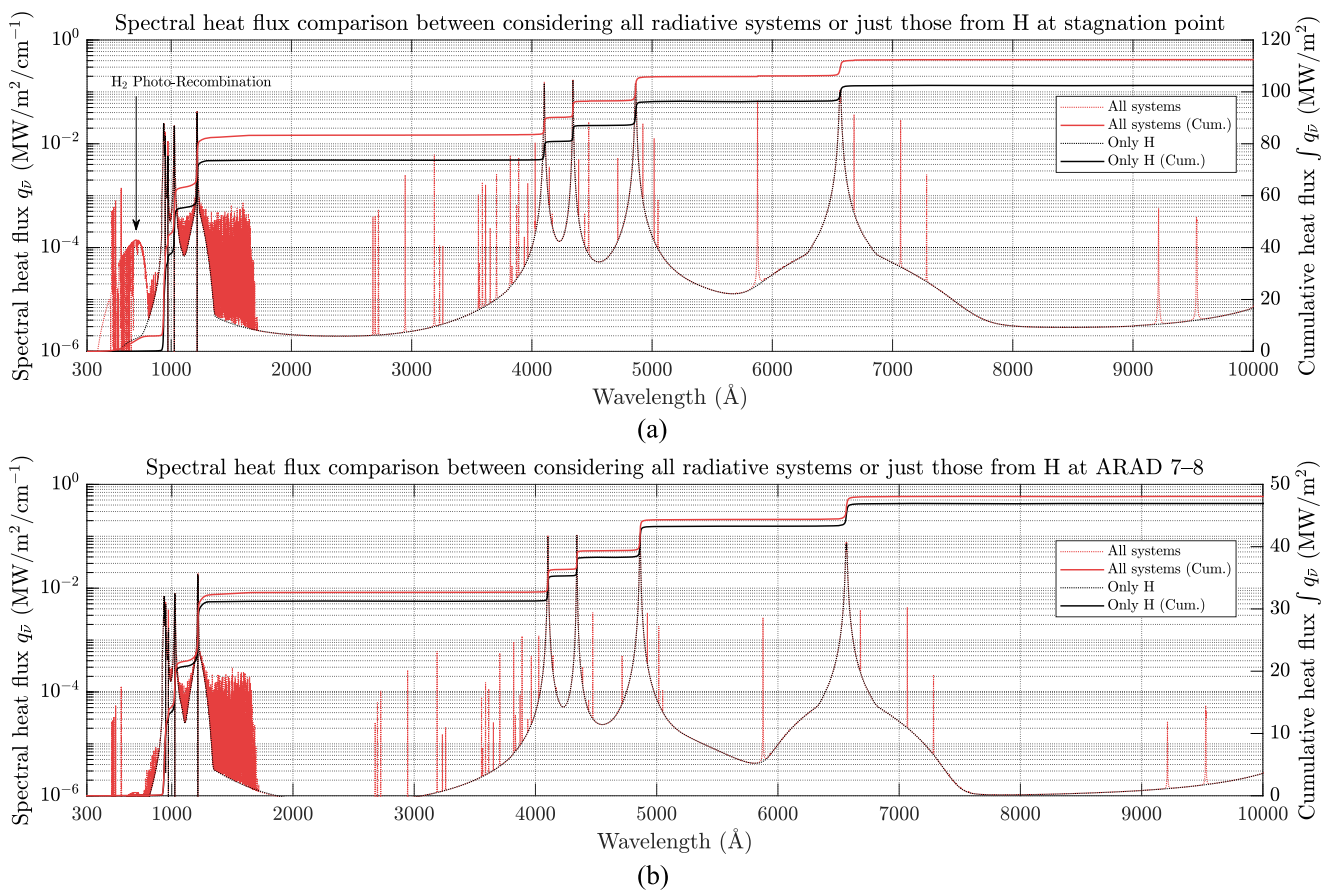 Spectral heat flux comparison between considering all radiative systems or just those from H at stagnation point
Spectral heat flux q_ν̄ (MW/m²/cm⁻¹)
10⁰
10⁻²
10⁻⁴
10⁻⁶
H₂ Photo-Recombination
All systems
All systems (Cum.)
Only H
Only H (Cum.)
120
100
80
60
40
20
0
Cumulative heat flux ∫ q_ν̄ (MW/m²)
300 1000 2000 3000 4000 5000 6000 7000 8000 9000 10000
Wavelength (Å)
(a)
Spectral heat flux comparison between considering all radiative systems or just those from H at ARAD 7–8
Spectral heat flux q_ν̄ (MW/m²/cm⁻¹)
10⁰
10⁻²
10⁻⁴
10⁻⁶
All systems
All systems (Cum.)
Only H
Only H (Cum.)
50
40
30
20
10
0
Cumulative heat flux ∫ q_ν̄ (MW/m²)
300 1000 2000 3000 4000 5000 6000 7000 8000 9000 10000
Wavelength (Å)
(b)